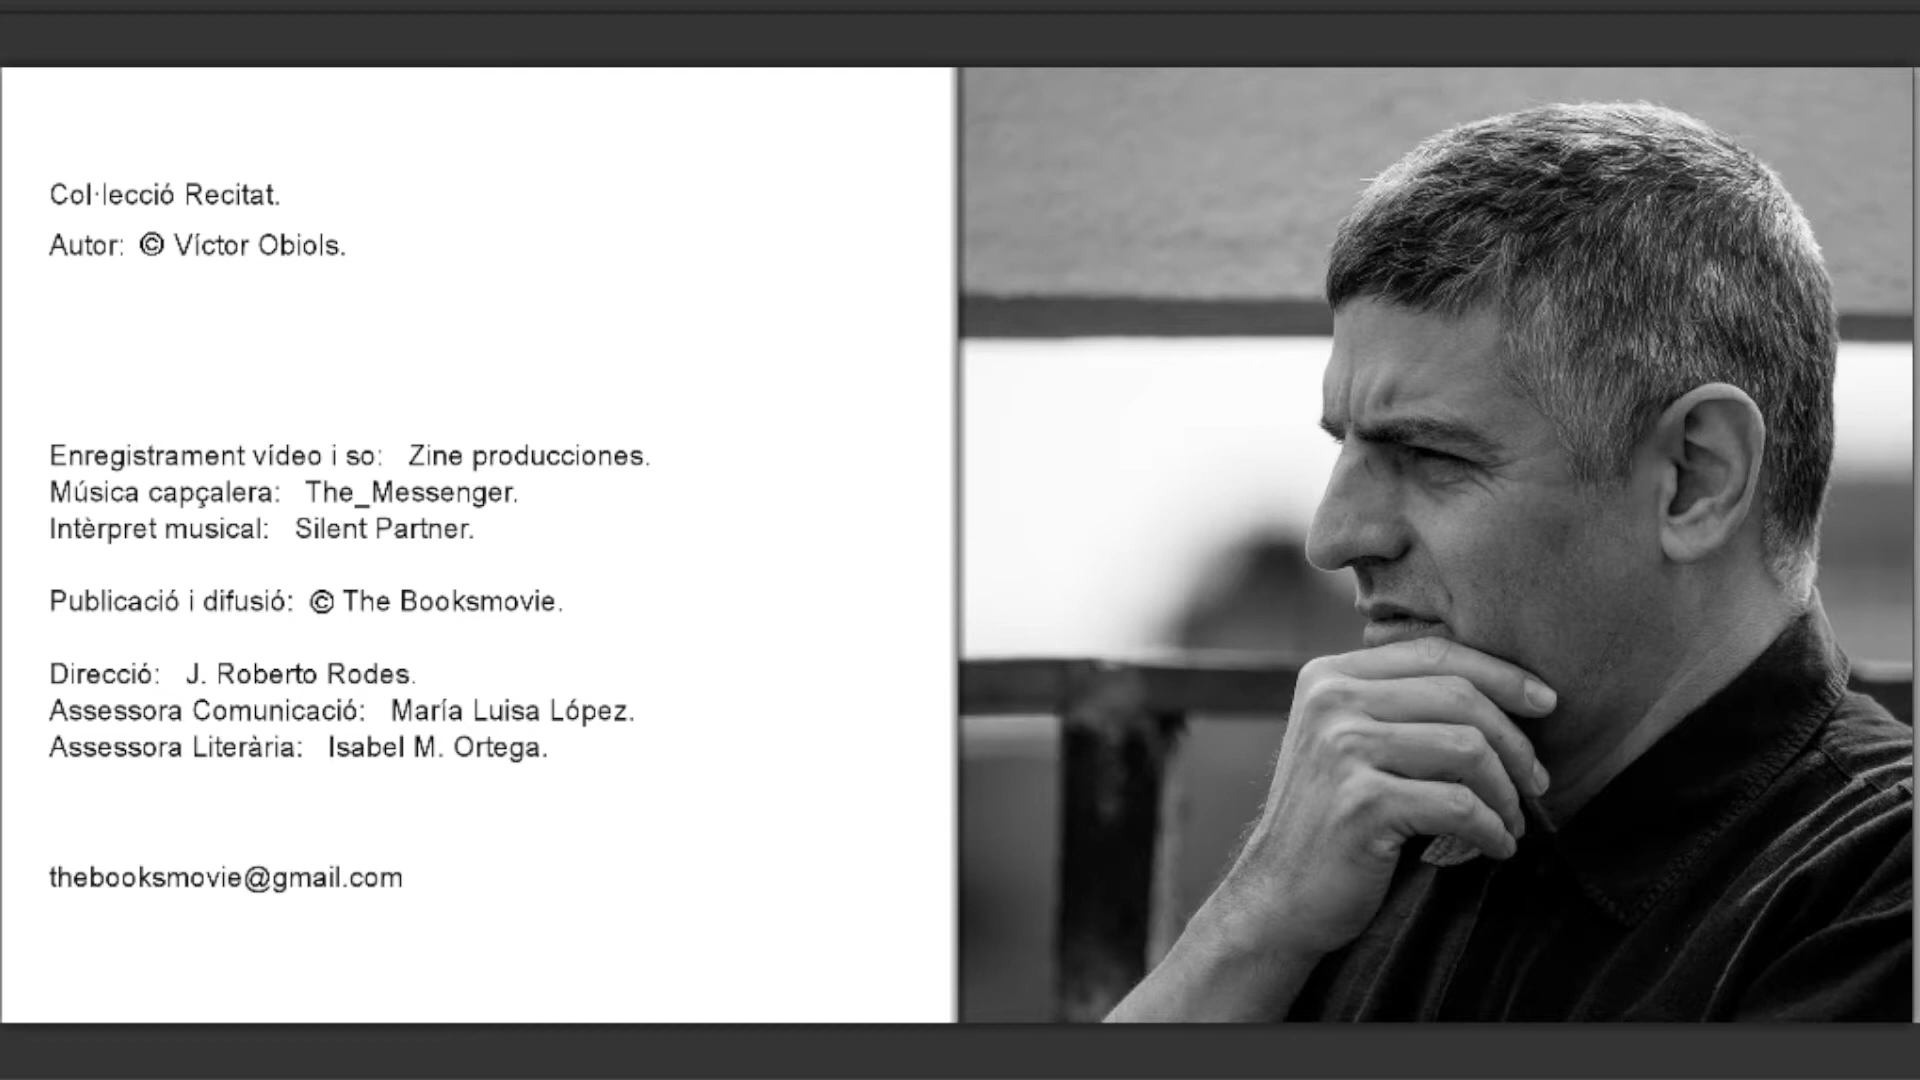 Col·lecció Recitat.
Autor: © Víctor Obiols.
Enregistrament vídeo i so: Zine producciones.
Música capçalera: The_Messenger.
Intèrpret musical: Silent Partner.
Publicació i difusió: © The Booksmovie.
Direcció: J. Roberto Rodes.
Assessora Comunicació: María Luisa López.
Assessora Literària: Isabel M. Ortega.
thebooksmovie@gmail.com